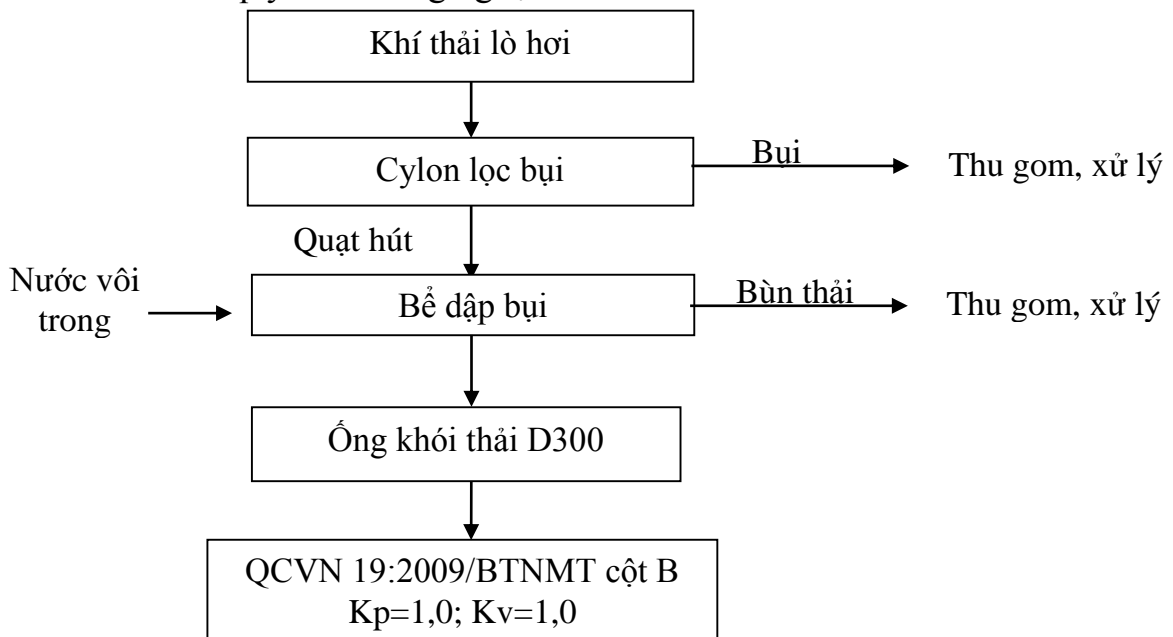 Khí thải lò hơi
Cylon lọc bụi
Bụi
Thu gom, xử lý
Quạt hút
Nước vôi
trong
Bể dập bụi
Bùn thải
Thu gom, xử lý
Ống khói thải D300
QCVN 19:2009/BTNMT cột B
Kp=1,0; Kv=1,0